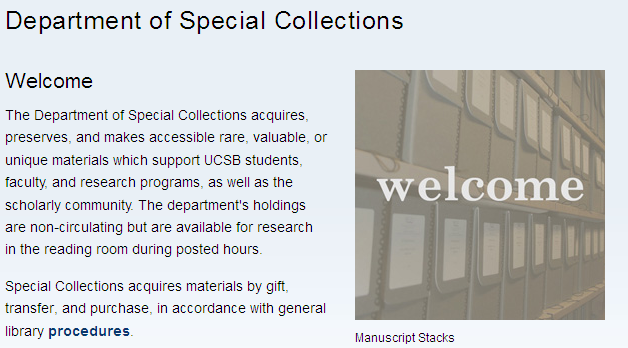 Department of Special Collections
Welcome
The Department of Special Collections acquires,
preserves, and makes accessible rare, valuable, or
unique materials which support UCSB students,
faculty, and research programs, as well as the
scholarly community. The department's holdings
are non-circulating but are available for research
in the reading room during posted hours.
Special Collections acquires materials by gift,
transfer, and purchase, in accordance with general
library procedures.
welcome
Manuscript Stacks